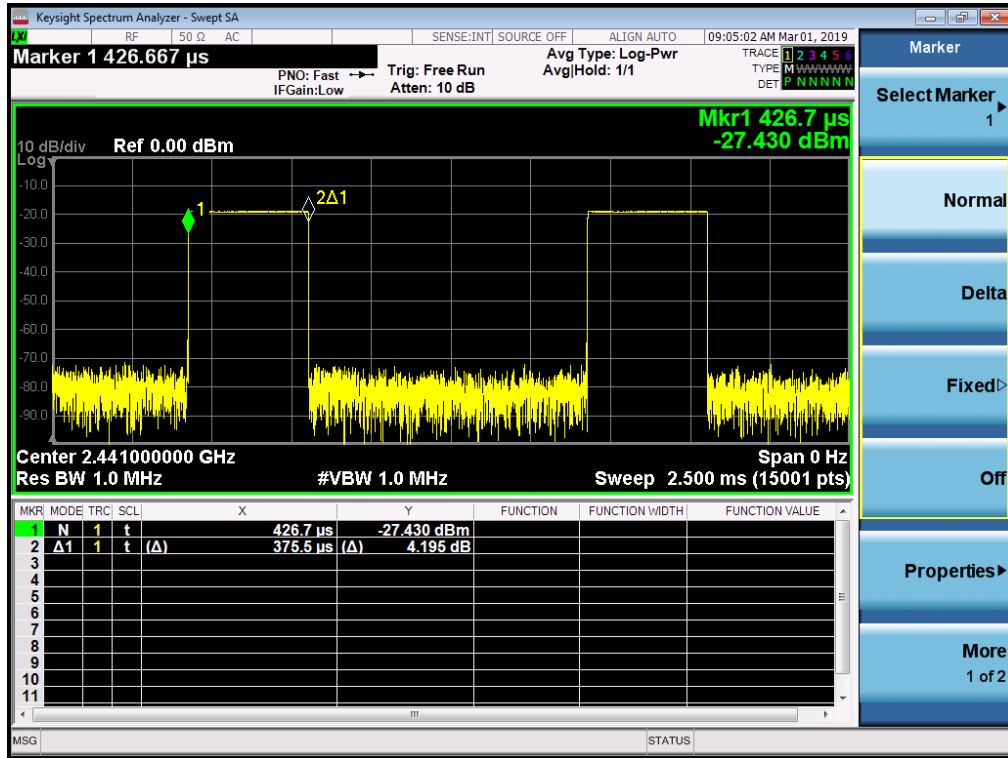 Keysight Spectrum Analyzer - Swept SA
LXI RF 50 Ω AC SENSE:INT SOURCE OFF ALIGN AUTO 09:05:02 AM Mar 01, 2019
Marker 1 426.667 µs
PNO: Fast
IFGain:Low
Trig: Free Run
Atten: 10 dB
Avg Type: Log-Pwr
Avg|Hold: 1/1
TRACE 1 2 3 4 5 6
TYPE M WWWWW
DET P N N N N N
Mkr1 426.7 µs
-27.430 dBm
10 dB/div Ref 0.00 dBm
Log
-10.0
-20.0
-30.0
-40.0
-50.0
-60.0
-70.0
-80.0
-90.0
1
2Δ1
Center 2.441000000 GHz Span 0 Hz
Res BW 1.0 MHz #VBW 1.0 MHz Sweep 2.500 ms (15001 pts)
MKR MODE TRC SCL X Y FUNCTION FUNCTION WIDTH FUNCTION VALUE
1 N 1 t 426.7 µs -27.430 dBm
2 Δ1 1 t (Δ) 375.5 µs (Δ) 4.195 dB
3
4
5
6
7
8
9
10
11
MSG STATUS
Marker
Select Marker
1
Normal
Delta
Fixed
Off
Properties
More
1 of 2